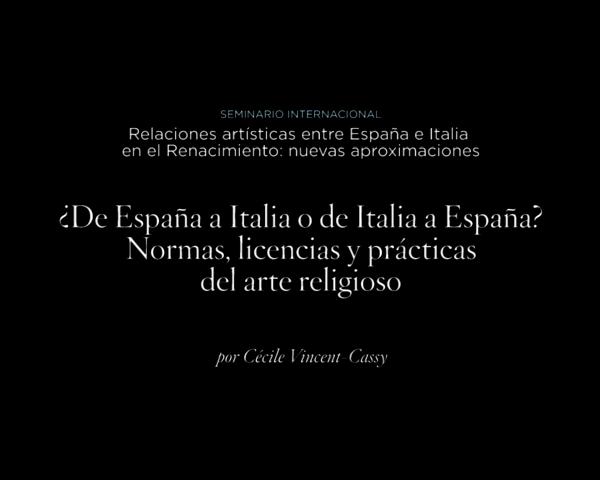 SEMINARIO INTERNACIONAL
Relaciones artísticas entre España e Italia
en el Renacimiento: nuevas aproximaciones
¿De España a Italia o de Italia a España?
Normas, licencias y prácticas
del arte religioso
por Cécile Vincent-Cassy